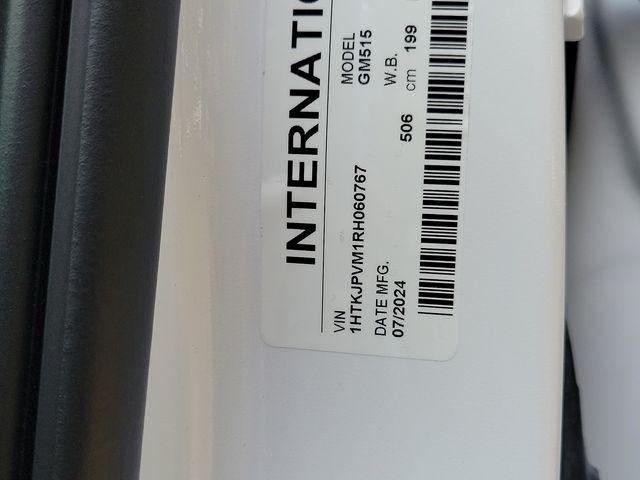 INTERNATIO
VIN MODEL
1HTKJPVM1RH060767 GM515
DATE MFG. W.B.
07/2024 506 cm 199